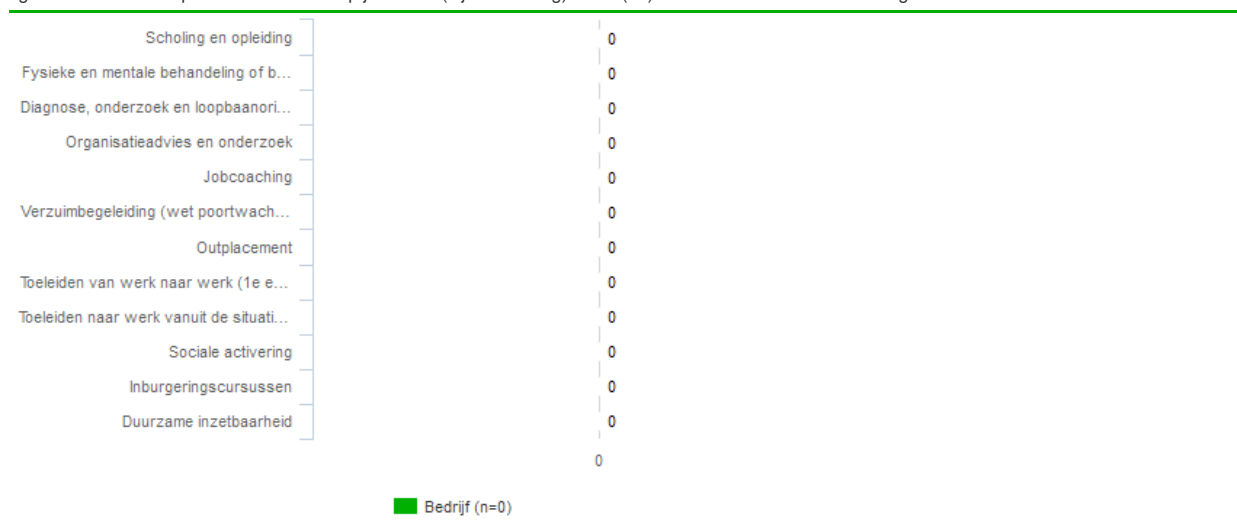 Scholing en opleiding 0
Fysieke en mentale behandeling of b... 0
Diagnose, onderzoek en loopbaanori... 0
Organisatieadvies en onderzoek 0
Jobcoaching 0
Verzuimbegeleiding (wet poortwach... 0
Outplacement 0
Toeleiden van werk naar werk (1e e... 0
Toeleiden naar werk vanuit de situati... 0
Sociale activering 0
Inburgeringscursussen 0
Duurzame inzetbaarheid 0
0
Bedrijf (n=0)